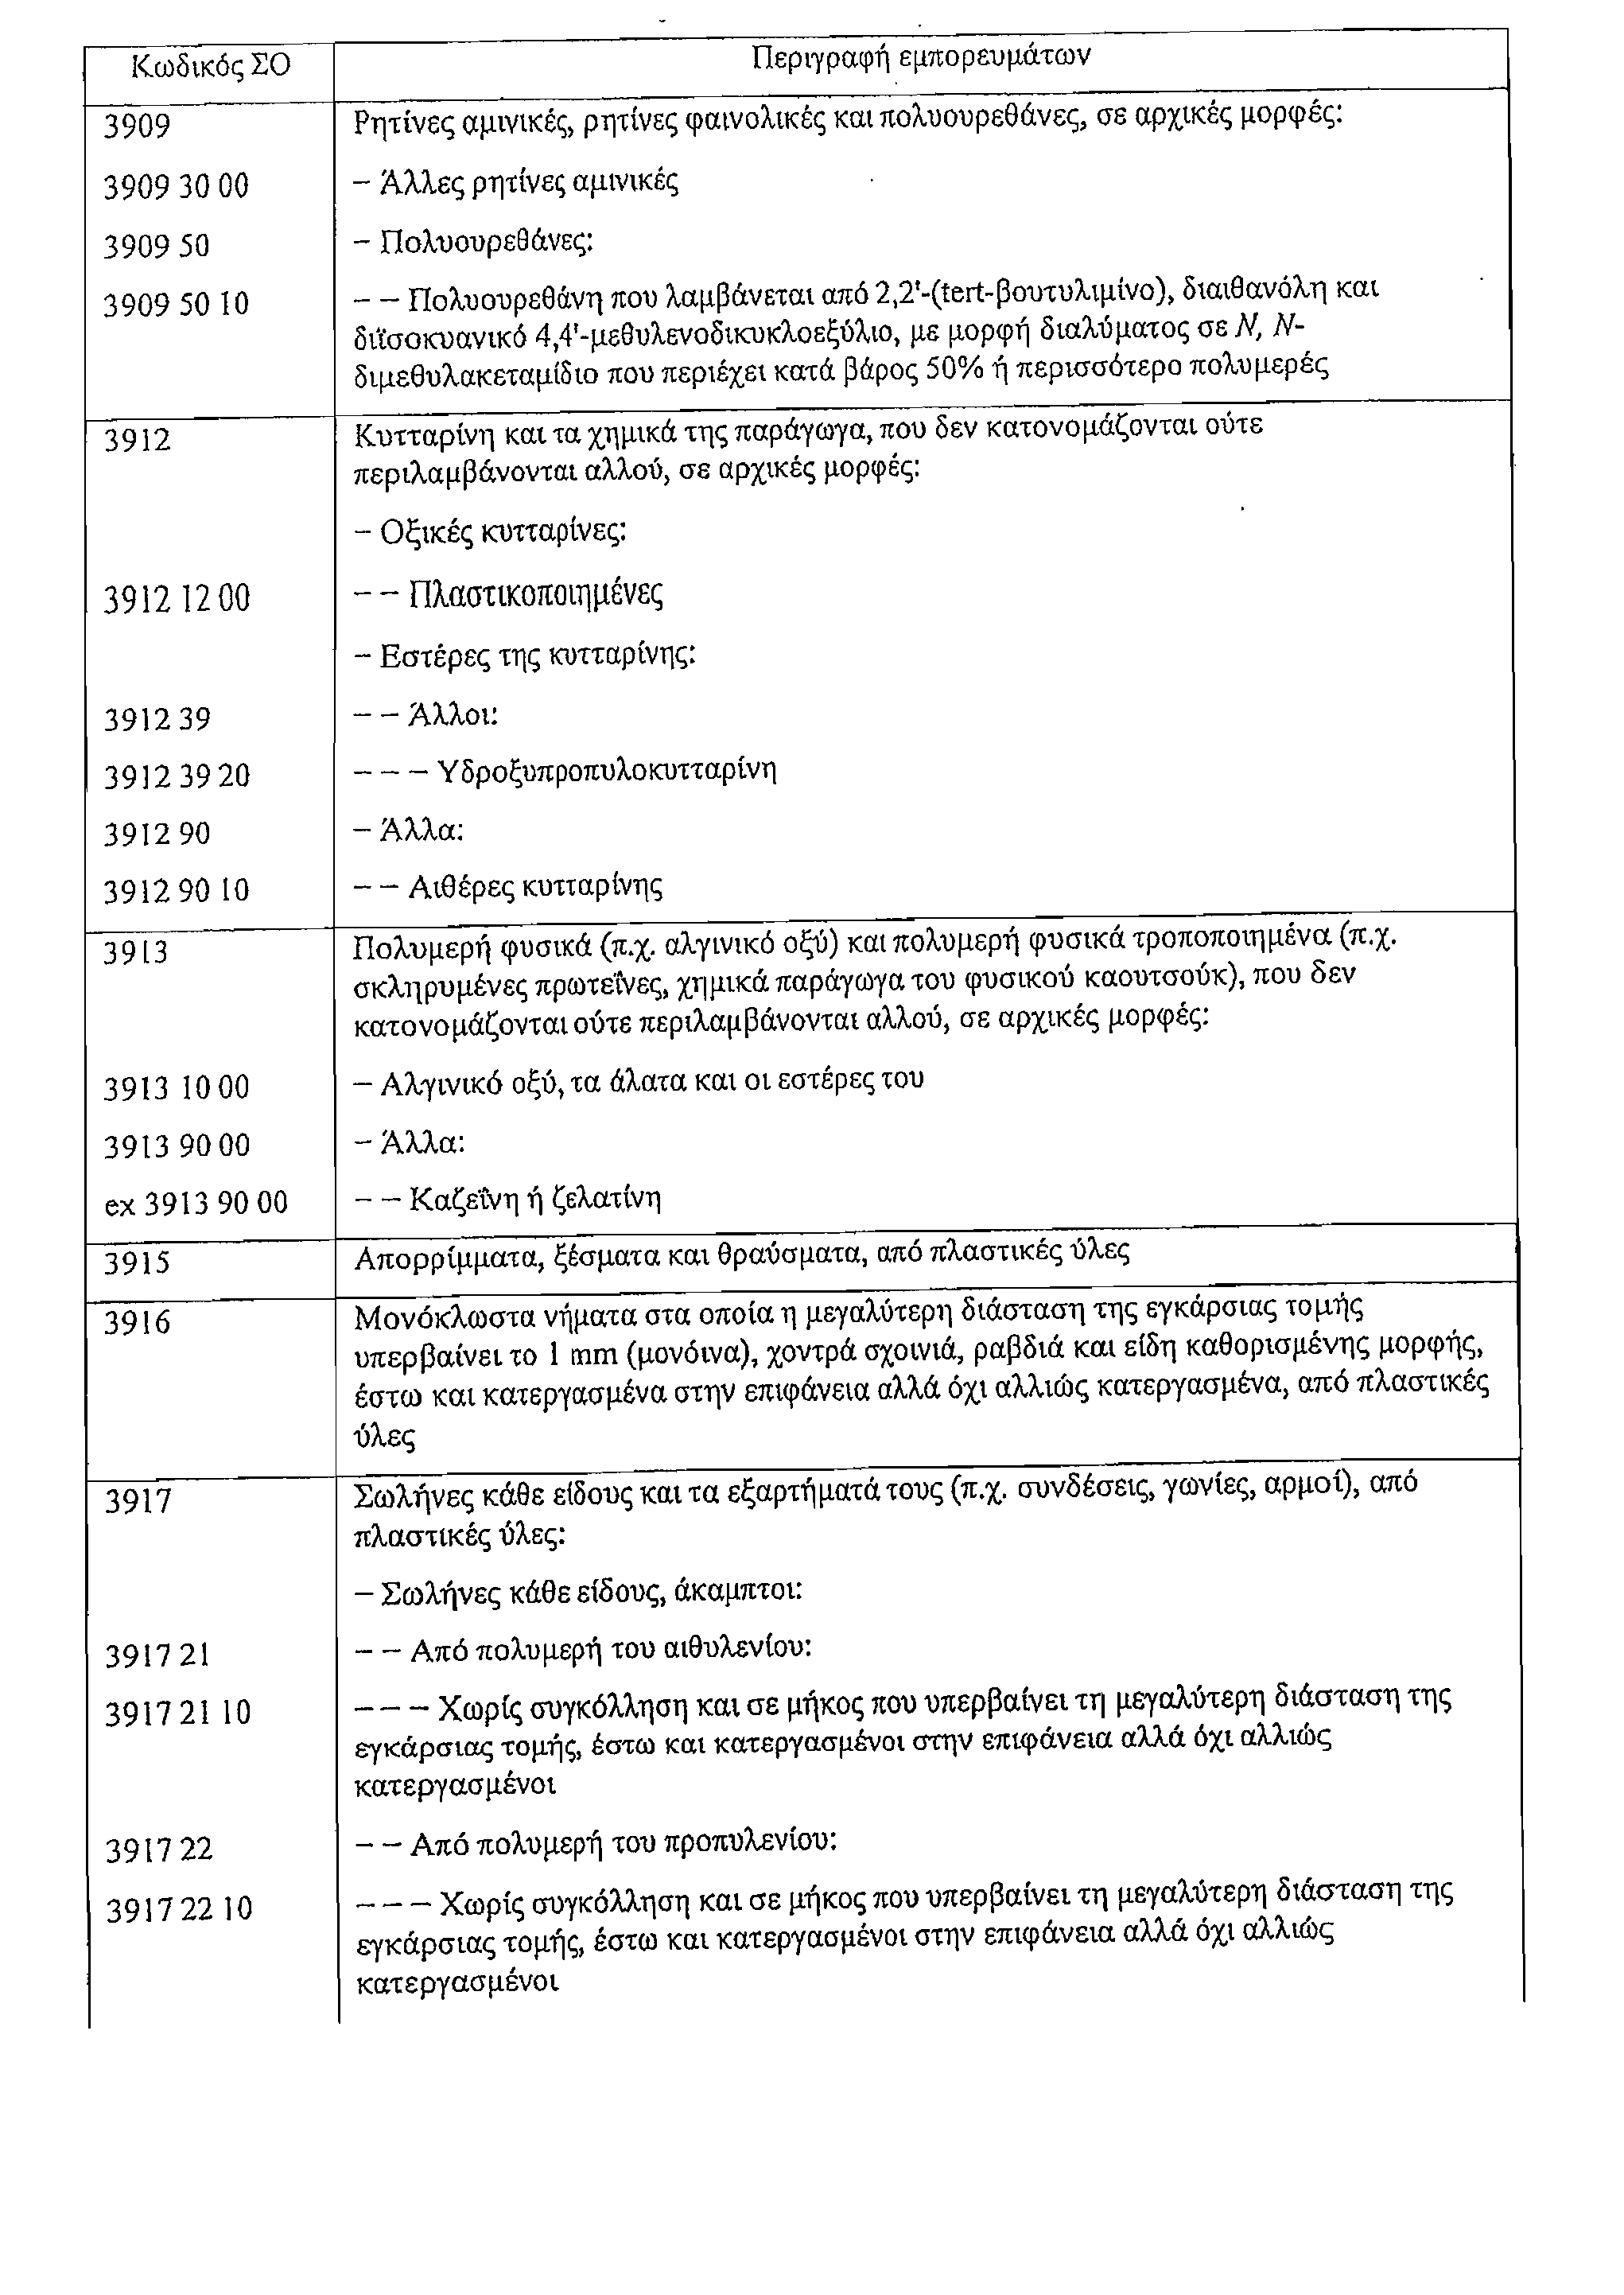 Κωδικός ΣΟ
Περιγραφή εμπορευμάτων
3909
Ρητίνες αμινικές, ρητίνες φαινολικές και πολυουρεθάνες, σε αρχικές μορφές:
3909 30 00
– Άλλες ρητίνες αμινικές
3909 50
– Πολυουρεθάνες:
3909 50 10
– – Πολυουρεθάνη που λαμβάνεται από 2,2'-(tert-βουτυλιμίνο), διαιθανόλη και
διϊσοκυανικό 4,4'-μεθυλενοδικυκλοεξύλιο, με μορφή διαλύματος σε N, N-
διμεθυλακεταμίδιο που περιέχει κατά βάρος 50% ή περισσότερο πολυμερές
3912
Κυτταρίνη και τα χημικά της παράγωγα, που δεν κατονομάζονται ούτε
περιλαμβάνονται αλλού, σε αρχικές μορφές:
– Οξικές κυτταρίνες:
3912 12 00
– – Πλαστικοποιημένες
– Εστέρες της κυτταρίνης:
3912 39
– – Άλλοι:
3912 39 20
– – – Υδροξυπροπυλοκυτταρίνη
3912 90
– Άλλα:
3912 90 10
– – Αιθέρες κυτταρίνης
3913
Πολυμερή φυσικά (π.χ. αλγινικό οξύ) και πολυμερή φυσικά τροποποιημένα (π.χ.
σκληρυμένες πρωτεΐνες, χημικά παράγωγα του φυσικού καουτσούκ), που δεν
κατονομάζονται ούτε περιλαμβάνονται αλλού, σε αρχικές μορφές:
3913 10 00
– Αλγινικό οξύ, τα άλατα και οι εστέρες του
3913 90 00
– Άλλα:
ex 3913 90 00
– – Καζεΐνη ή ζελατίνη
3915
Απορρίμματα, ξέσματα και θραύσματα, από πλαστικές ύλες
3916
Μονόκλωστα νήματα στα οποία η μεγαλύτερη διάσταση της εγκάρσιας τομής
υπερβαίνει το 1 mm (μονόινα), χοντρά σχοινιά, ραβδιά και είδη καθορισμένης μορφής,
έστω και κατεργασμένα στην επιφάνεια αλλά όχι αλλιώς κατεργασμένα, από πλαστικές
ύλες
3917
Σωλήνες κάθε είδους και τα εξαρτήματά τους (π.χ. συνδέσεις, γωνίες, αρμοί), από
πλαστικές ύλες:
– Σωλήνες κάθε είδους, άκαμπτοι:
3917 21
– – Από πολυμερή του αιθυλενίου:
3917 21 10
– – – Χωρίς συγκόλληση και σε μήκος που υπερβαίνει τη μεγαλύτερη διάσταση της
εγκάρσιας τομής, έστω και κατεργασμένοι στην επιφάνεια αλλά όχι αλλιώς
κατεργασμένοι
3917 22
– – Από πολυμερή του προπυλενίου:
3917 22 10
– – – Χωρίς συγκόλληση και σε μήκος που υπερβαίνει τη μεγαλύτερη διάσταση της
εγκάρσιας τομής, έστω και κατεργασμένοι στην επιφάνεια αλλά όχι αλλιώς
κατεργασμένοι